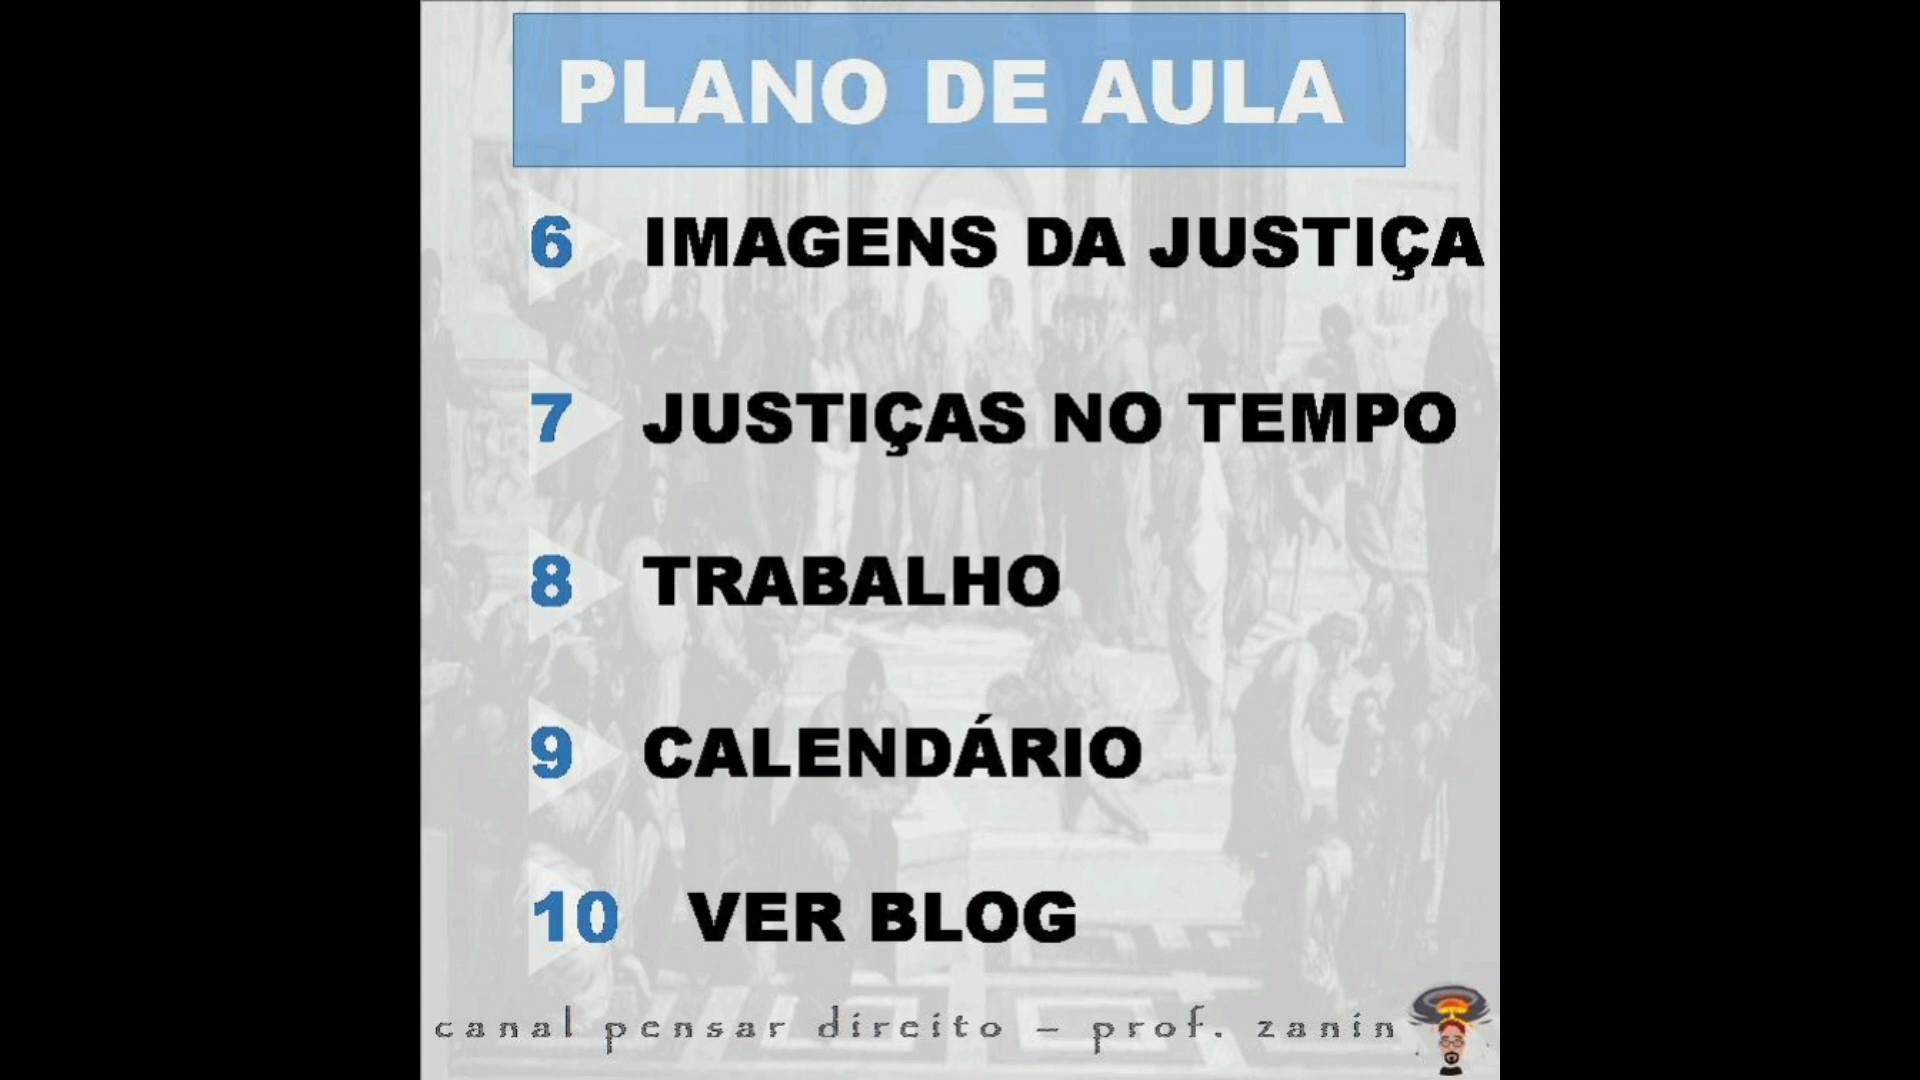 PLANO DE AULA
6 IMAGENS DA JUSTIÇA
7 JUSTIÇAS NO TEMPO
8 TRABALHO
9 CALENDÁRIO
10 VER BLOG
canal pensar direito – prof. zanin